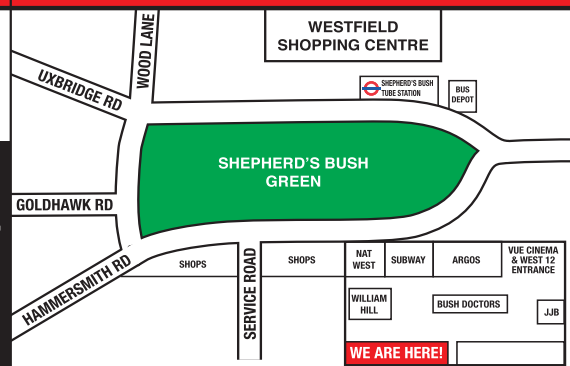 WESTFIELD
SHOPPING CENTRE
WOOD LANE
UXBRIDGE RD
SHEPHERD'S BUSH
TUBE STATION
BUS
DEPOT
SHEPHERD'S BUSH
GREEN
GOLDHAWK RD
HAMMERSMITH RD
SHOPS
SERVICE ROAD
SHOPS
NAT
WEST
SUBWAY
ARGOS
VUE CINEMA
& WEST 12
ENTRANCE
WILLIAM
HILL
BUSH DOCTORS
JJB
WE ARE HERE!